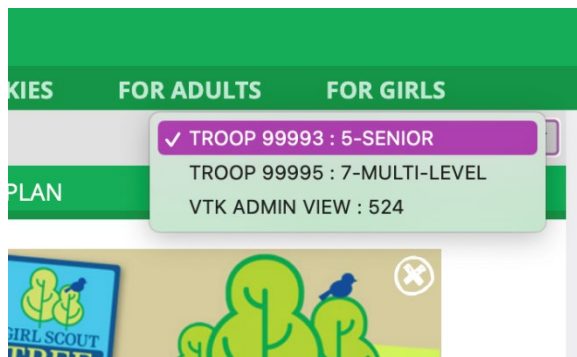 KIES FOR ADULTS FOR GIRLS
✓ TROOP 99993 : 5-SENIOR
TROOP 99995 : 7-MULTI-LEVEL
PLAN
VTK ADMIN VIEW : 524
GIRL SCOUT
TREE